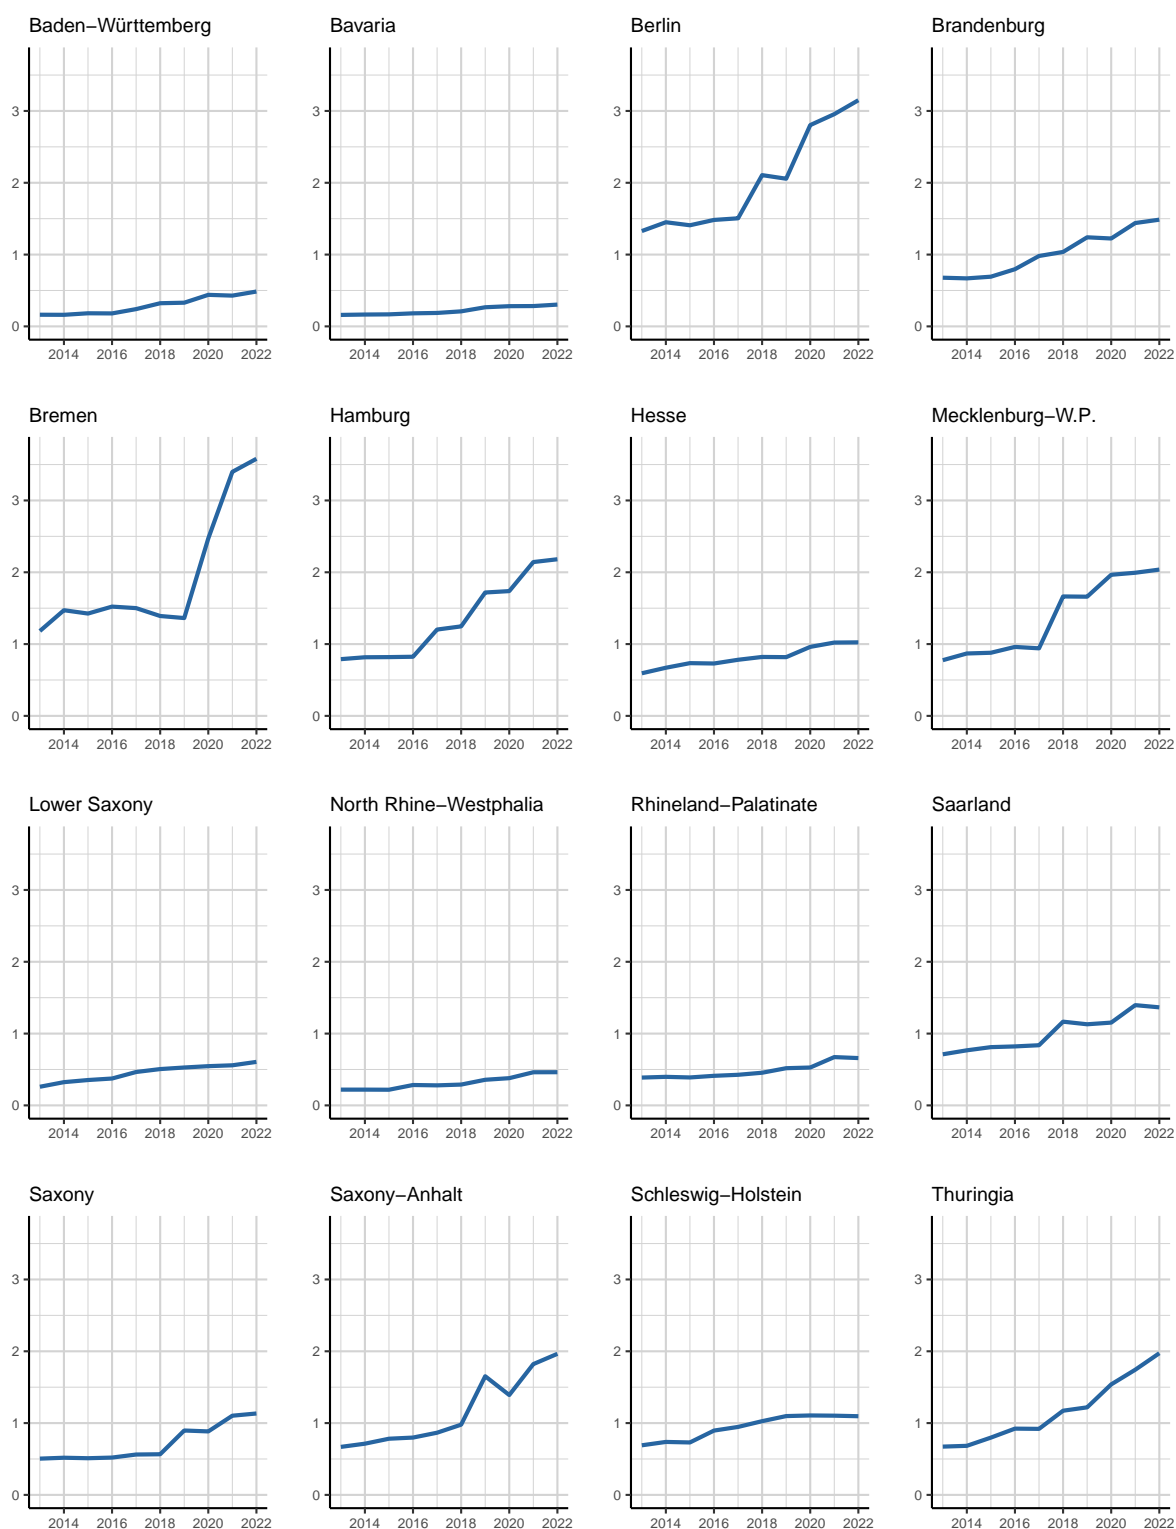 Baden−Württemberg
Bavaria
Berlin
Brandenburg
3
3
3
3
2
2
2
2
1
1
1
1
0
0
0
0
2014 2016 2018 2020 2022
2014 2016 2018 2020 2022
2014 2016 2018 2020 2022
2014 2016 2018 2020 2022
Bremen
Hamburg
Hesse
Mecklenburg−W.P.
3
3
3
3
2
2
2
2
1
1
1
1
0
0
0
0
2014 2016 2018 2020 2022
2014 2016 2018 2020 2022
2014 2016 2018 2020 2022
2014 2016 2018 2020 2022
Lower Saxony
North Rhine−Westphalia
Rhineland−Palatinate
Saarland
3
3
3
3
2
2
2
2
1
1
1
1
0
0
0
0
2014 2016 2018 2020 2022
2014 2016 2018 2020 2022
2014 2016 2018 2020 2022
2014 2016 2018 2020 2022
Saxony
Saxony−Anhalt
Schleswig−Holstein
Thuringia
3
3
3
3
2
2
2
2
1
1
1
1
0
0
0
0
2014 2016 2018 2020 2022
2014 2016 2018 2020 2022
2014 2016 2018 2020 2022
2014 2016 2018 2020 2022